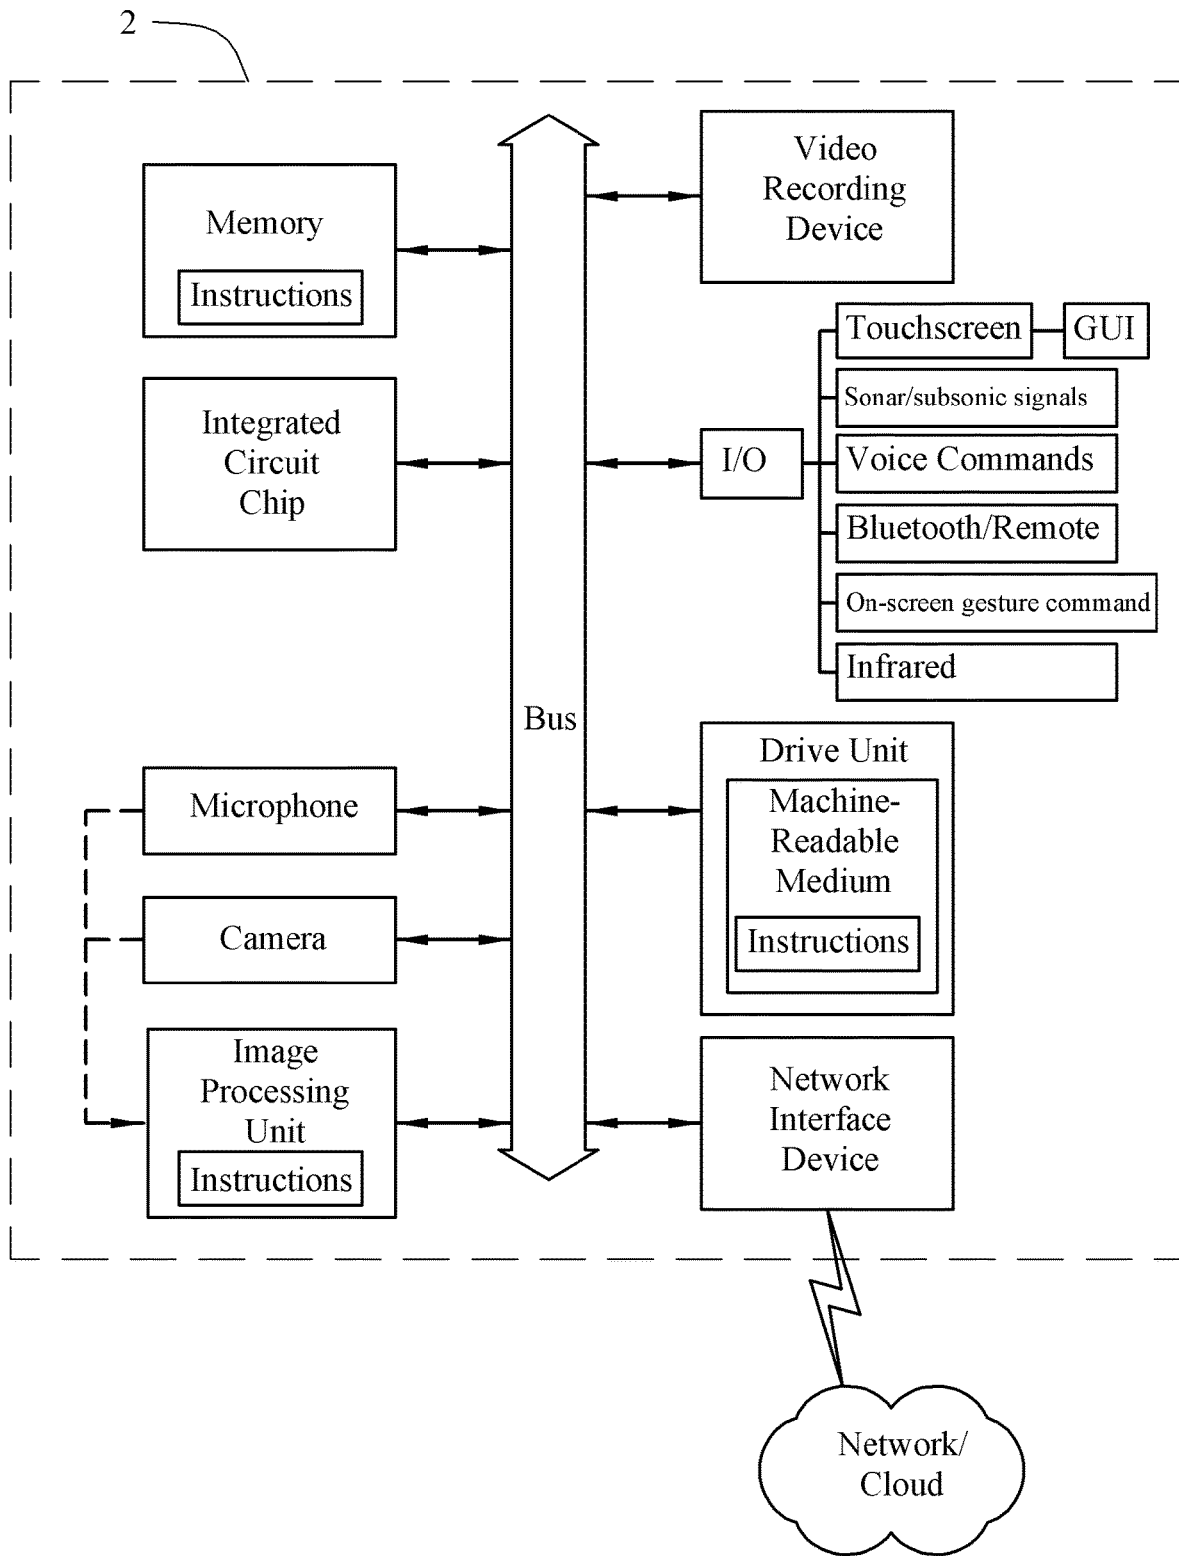 2
Memory
Instructions
Integrated
Circuit
Chip
Microphone
Camera
Image
Processing
Unit
Instructions
Bus
Video
Recording
Device
I/O
Touchscreen
GUI
Sonar/subsonic signals
Voice Commands
Bluetooth/Remote
On-screen gesture command
Infrared
Drive Unit
Machine-
Readable
Medium
Instructions
Network
Interface
Device
Network/
Cloud